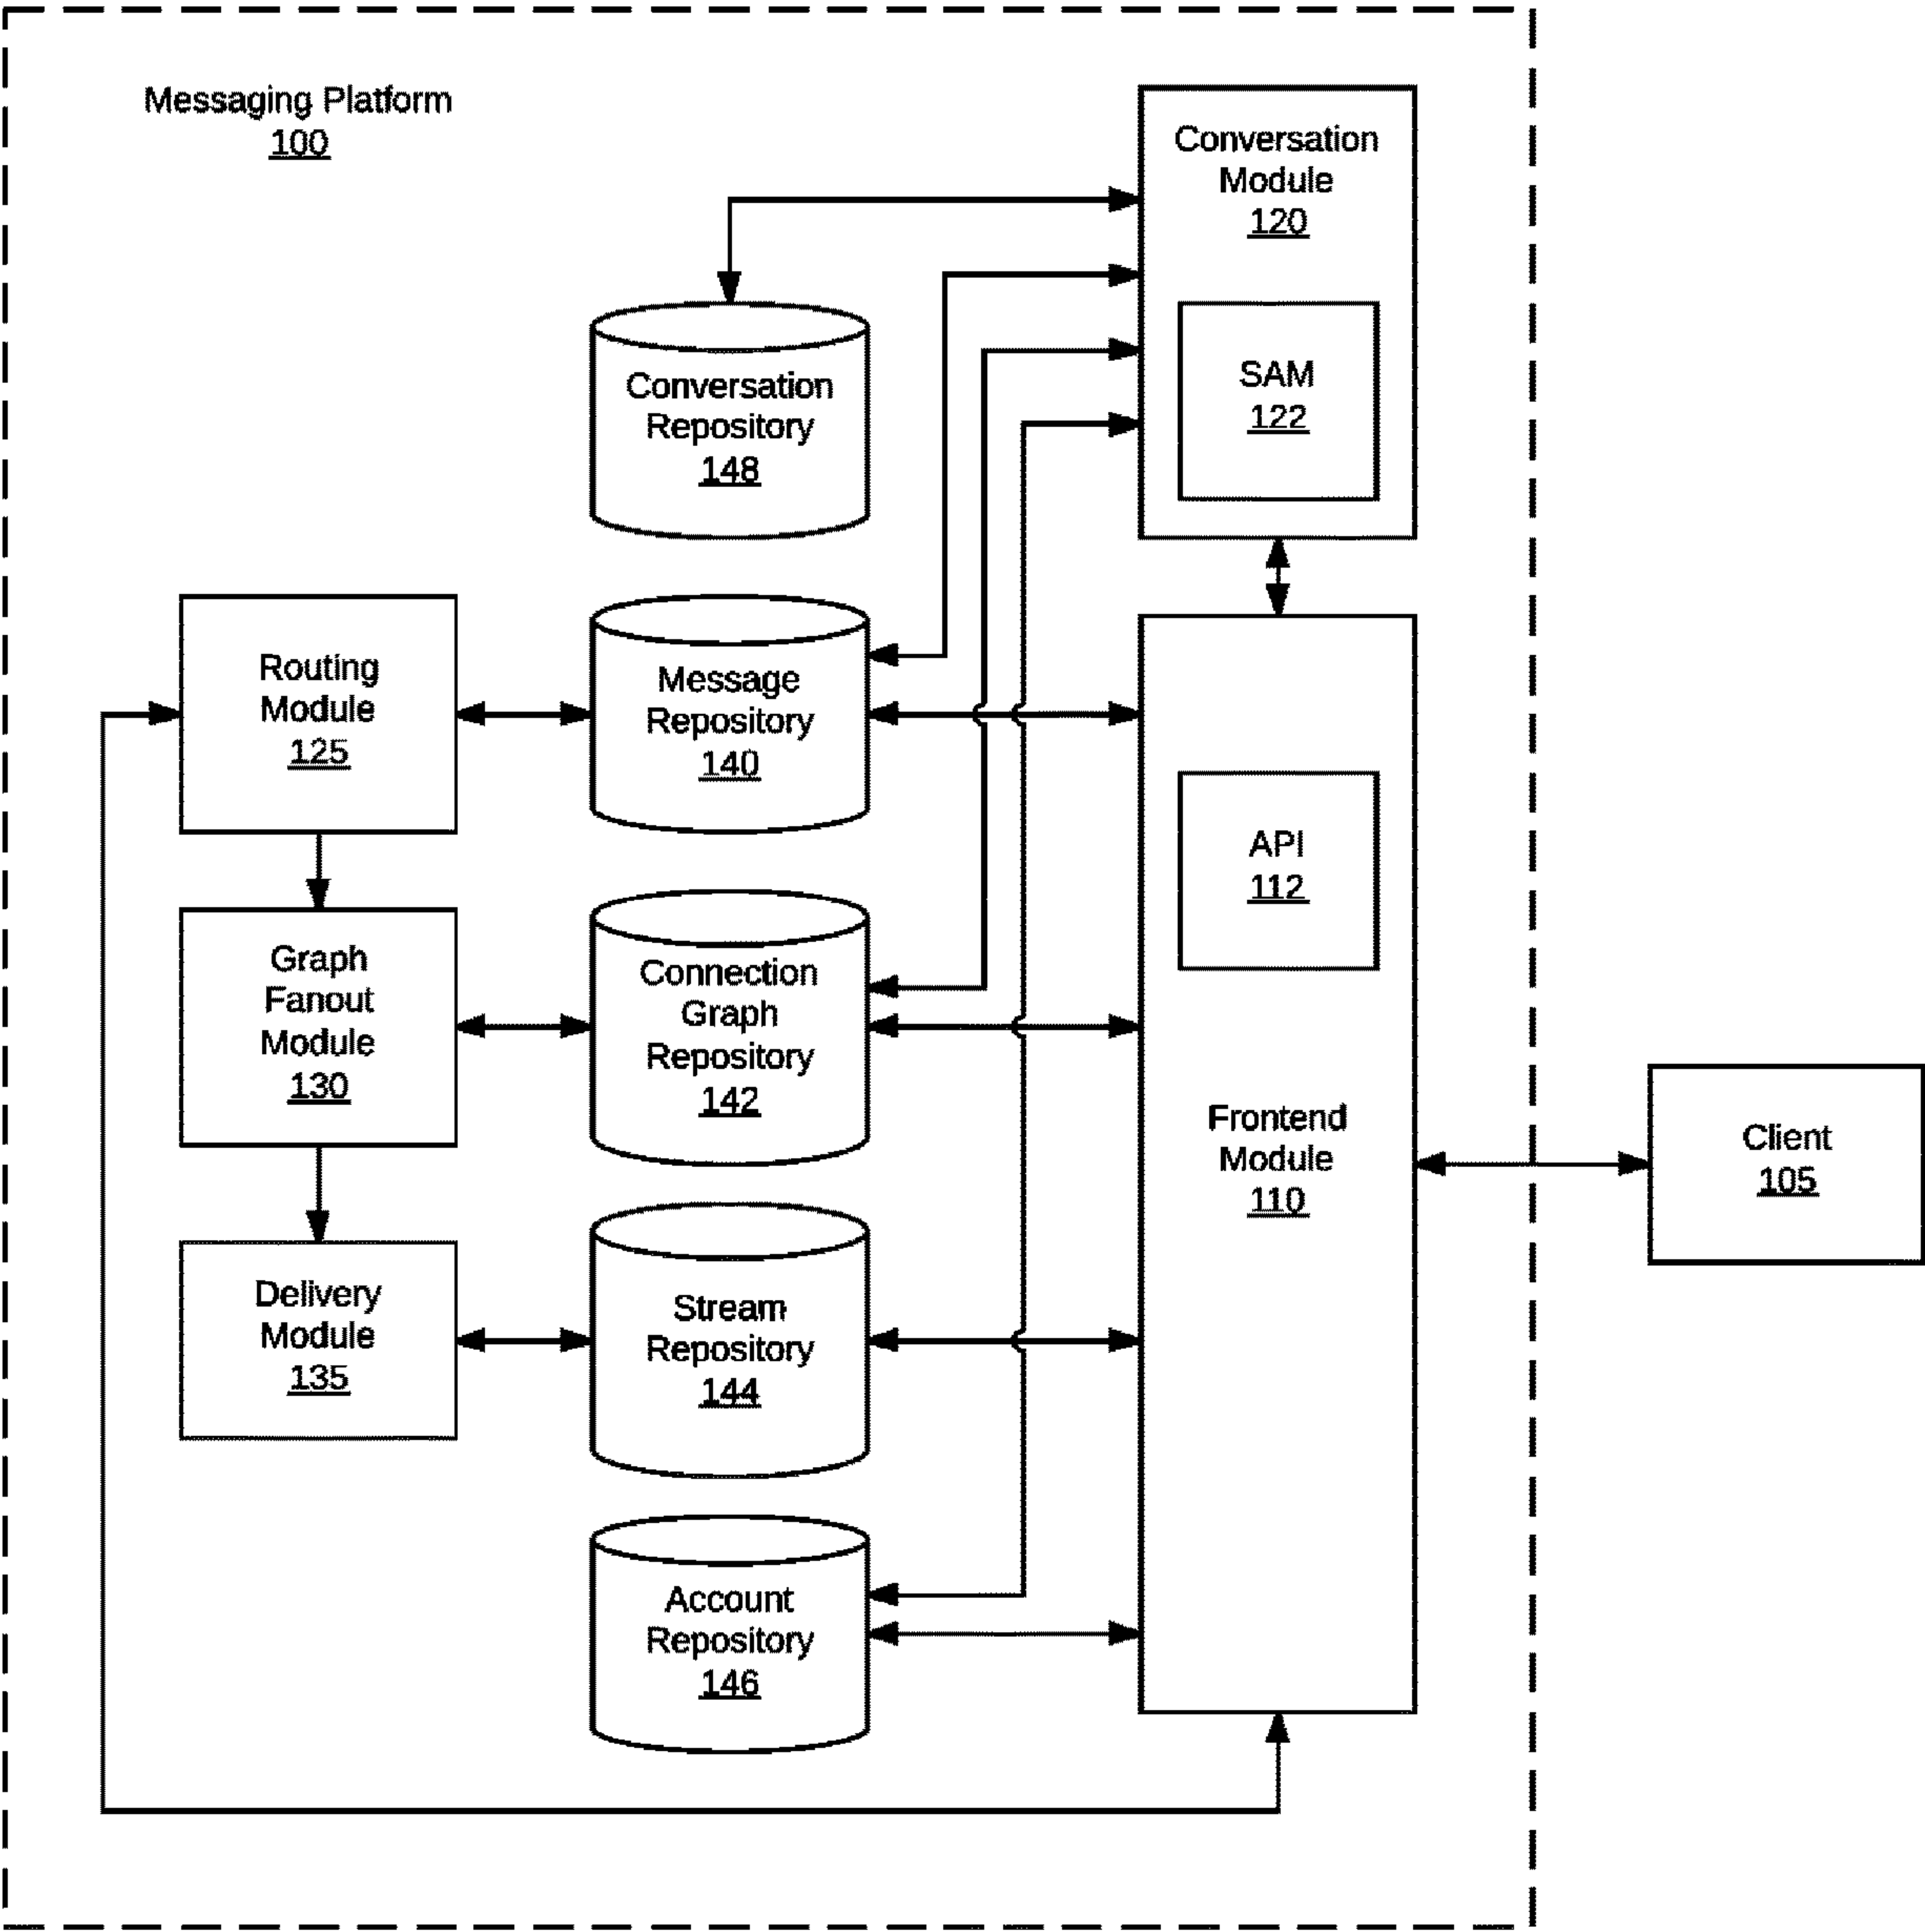 Messaging Platform
100
Conversation
Module
120
SAM
122
Conversation
Repository
148
Routing
Module
125
Message
Repository
140
API
112
Graph
Fanout
Module
130
Connection
Graph
Repository
142
Frontend
Module
110
Client
105
Delivery
Module
135
Stream
Repository
144
Account
Repository
146